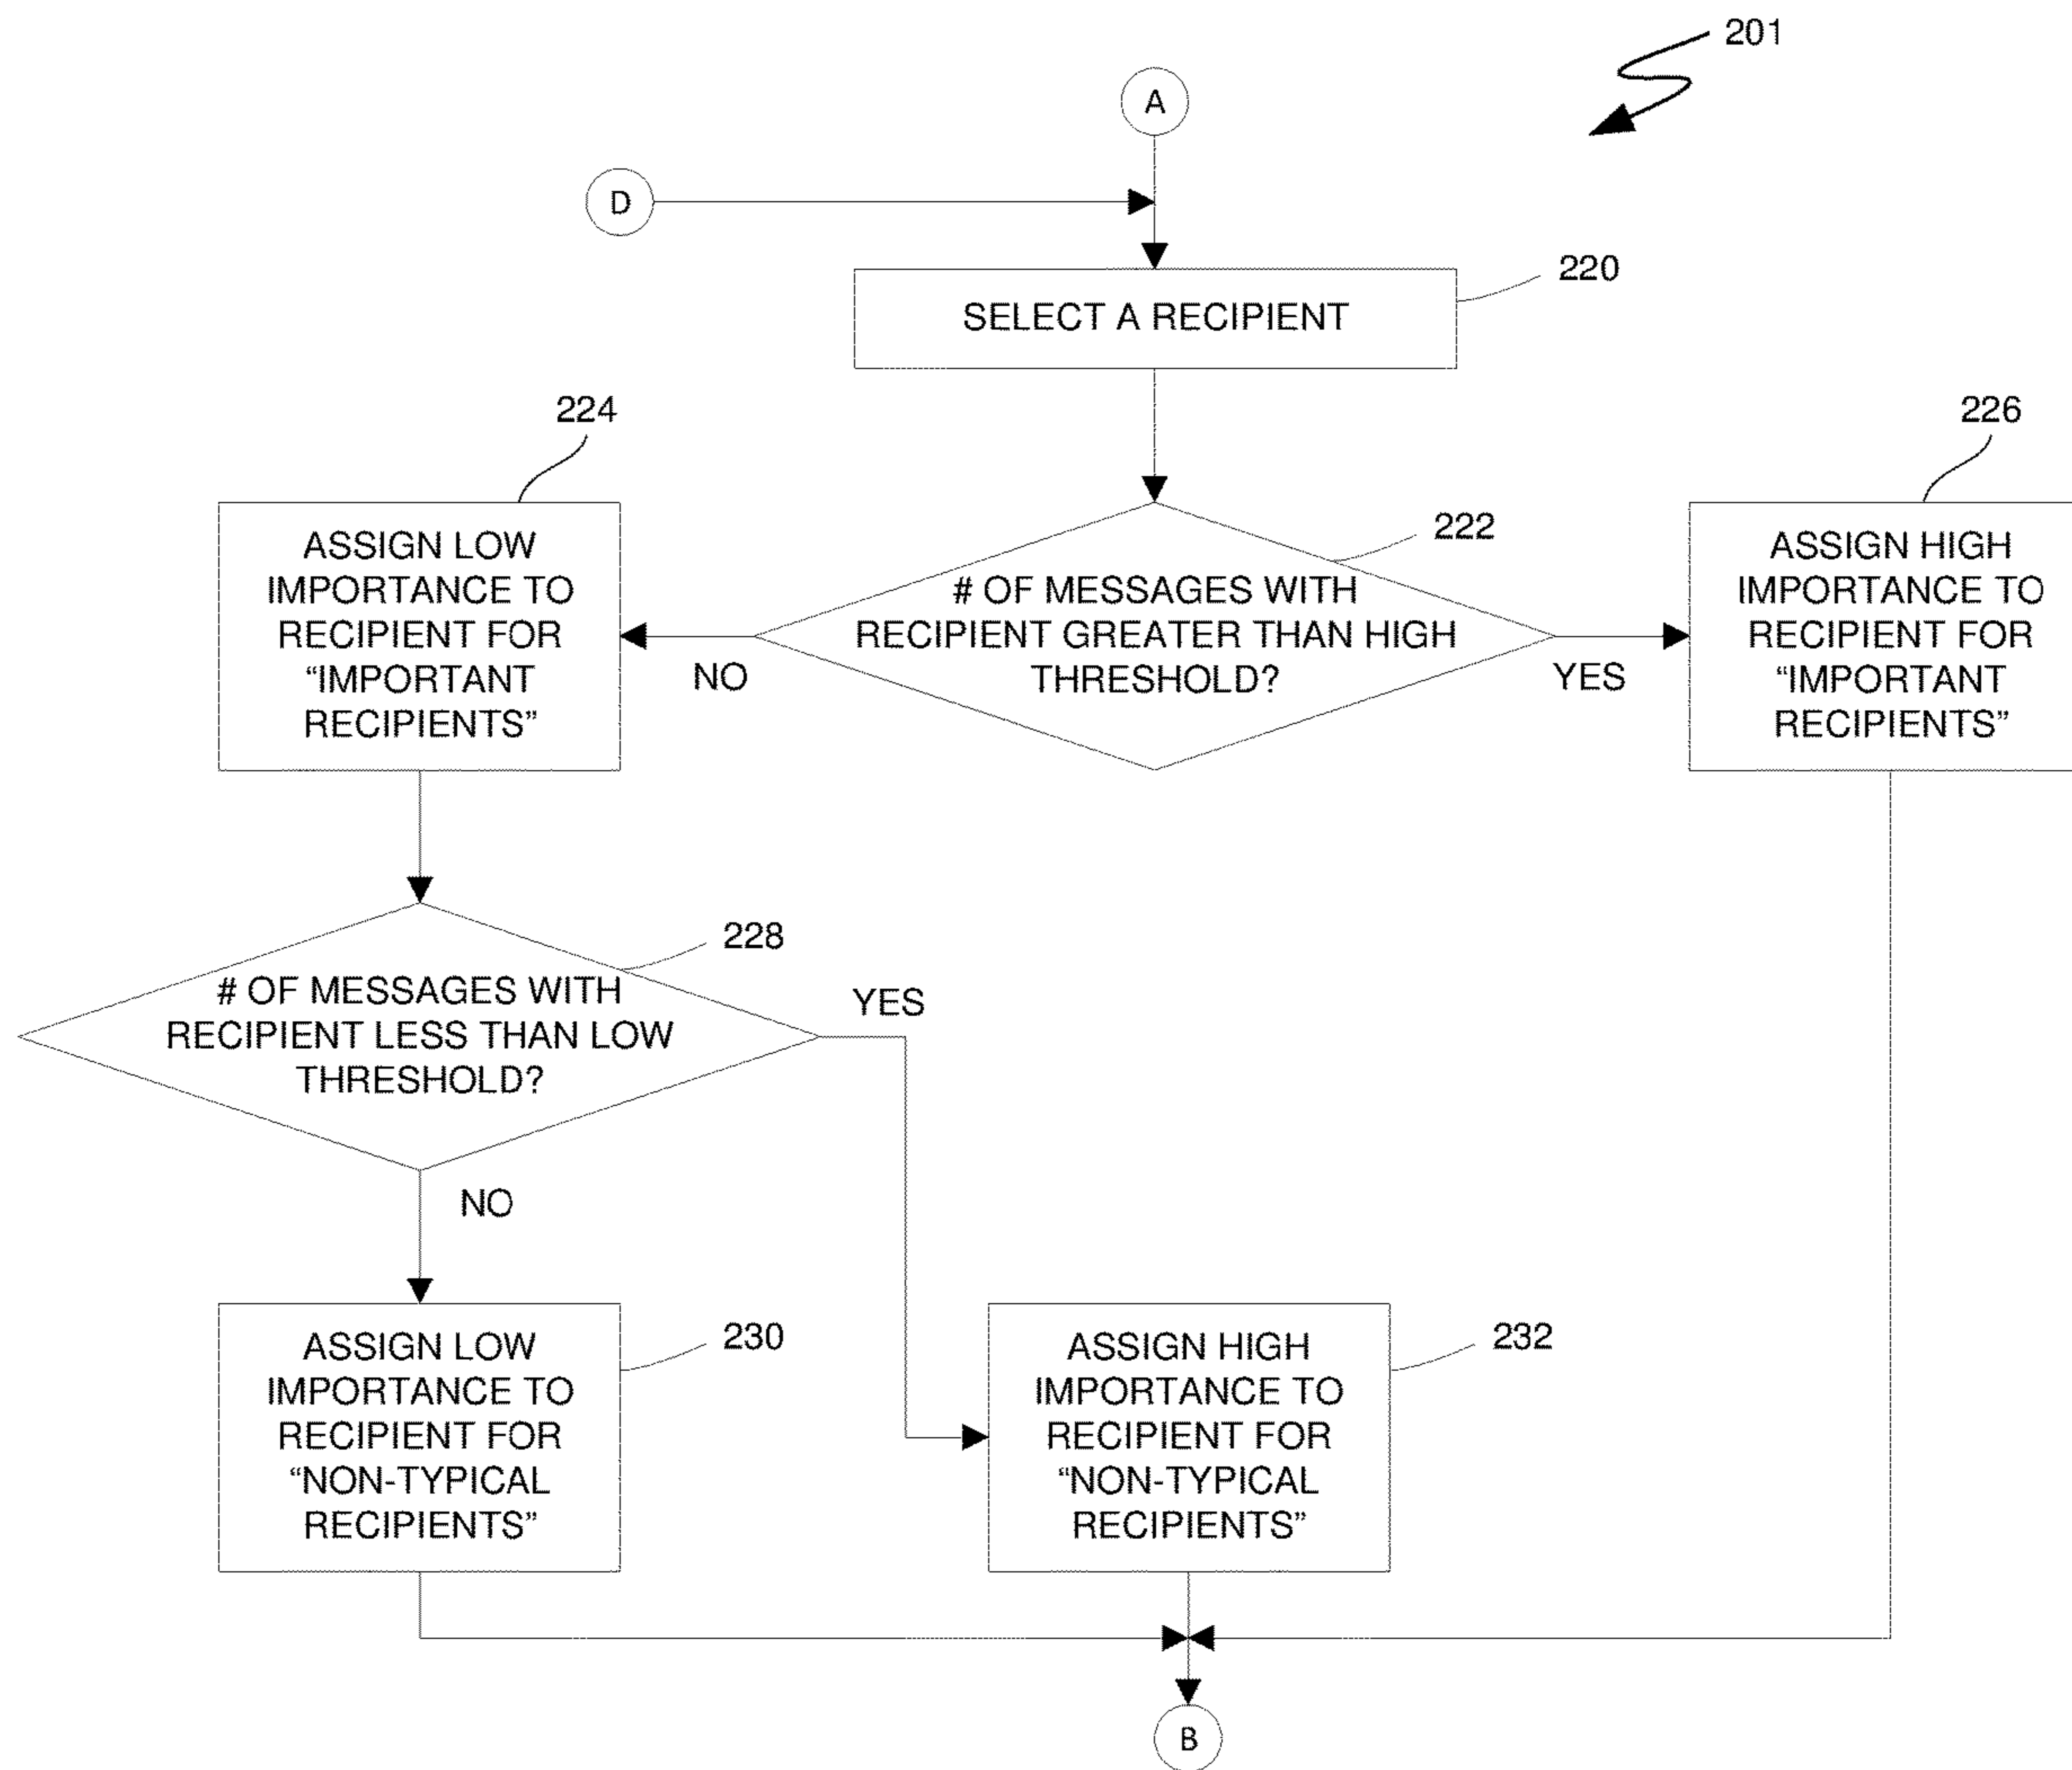 201
A
D
220
SELECT A RECIPIENT
224
226
ASSIGN LOW
IMPORTANCE TO
RECIPIENT FOR
“IMPORTANT
RECIPIENTS”
222
# OF MESSAGES WITH
RECIPIENT GREATER THAN HIGH
THRESHOLD?
NO
YES
ASSIGN HIGH
IMPORTANCE TO
RECIPIENT FOR
“IMPORTANT
RECIPIENTS”
228
# OF MESSAGES WITH
RECIPIENT LESS THAN LOW
THRESHOLD?
YES
NO
ASSIGN LOW
IMPORTANCE TO
RECIPIENT FOR
“NON-TYPICAL
RECIPIENTS”
230
ASSIGN HIGH
IMPORTANCE TO
RECIPIENT FOR
“NON-TYPICAL
RECIPIENTS”
232
B